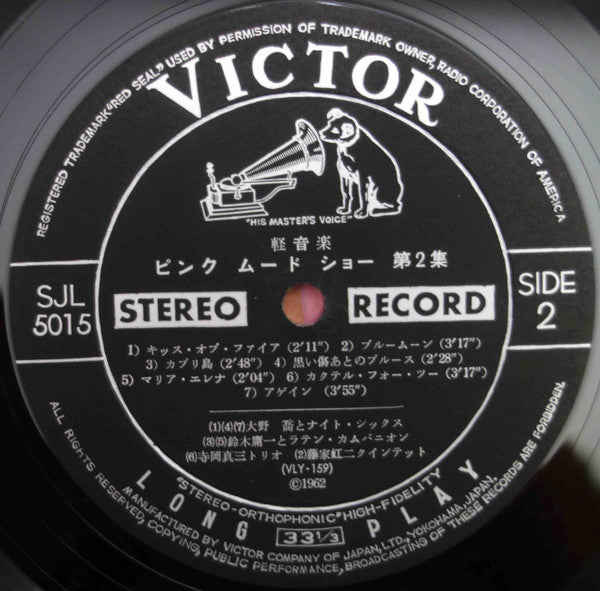 REGISTERED TRADEMARK "RED SEAL" USED BY PERMISSION OF TRADEMARK OWNER, RADIO CORPORATION OF AMERICA
VICTOR
"HIS MASTER'S VOICE"
軽音楽
ピンク ムード ショー 第2集
SJL
5015
STEREO
RECORD
SIDE
2
1) キッス・オブ・ファイア (2'11") 2) ブルームーン (3'17")
3) カプリ島 (2'48") 4) 黒い傷あとのブルース (2'28")
5) マリア・エレナ (2'04") 6) カクテル・フォー・ツー (3'17")
7) アゲイン (3'55")
(1)(4)(7)大野 喬とナイト・シックス
(3)(5)鈴木庸一とラテン・カムパニオン
(6)寺岡真三トリオ (2)藤家虹二クインテット
(VLY-159)
©1962
"STEREO-ORTHOPHONIC" HIGH-FIDELITY
LONG 33 1/3 PLAY
ALL RIGHTS RESERVED, COPYING, PUBLIC PERFORMANCE, BROADCASTING OF THESE RECORDS ARE FORBIDDEN.
MANUFACTURED BY VICTOR COMPANY OF JAPAN, LTD., YOKOHAMA, JAPAN.